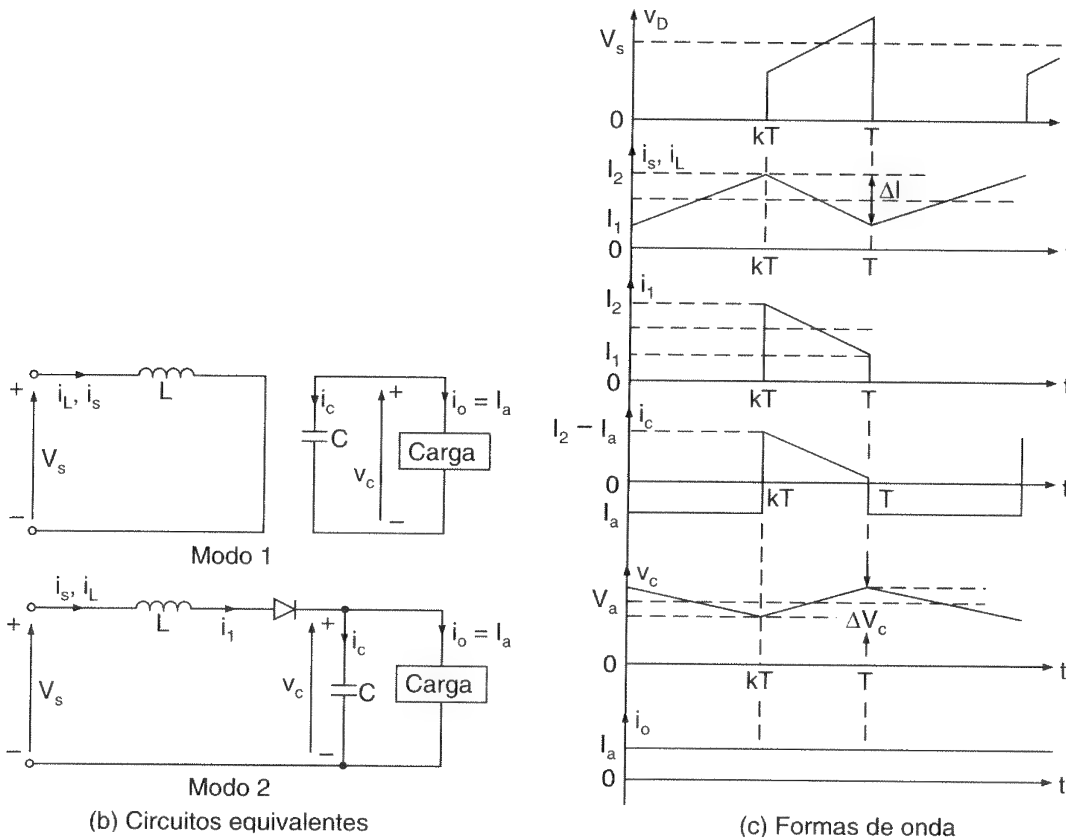 +
i_L, i_s
L
V_s
–
i_c
C
+
v_c
–
i_o = I_a
Carga
Modo 1
i_s, i_L
+
L
i_1
V_s
–
+
v_c
–
i_c
C
i_o = I_a
Carga
Modo 2
(b) Circuitos equivalentes
v_D
V_s
0
kT
T
i_s, i_L
I_2
ΔI
I_1
0
kT
T
t
i_1
I_2
I_1
0
kT
T
t
i_c
I_2 – I_a
0
kT
T
t
I_a
v_c
V_a
ΔV_c
0
kT
T
t
i_o
I_a
0
t
(c) Formas de onda